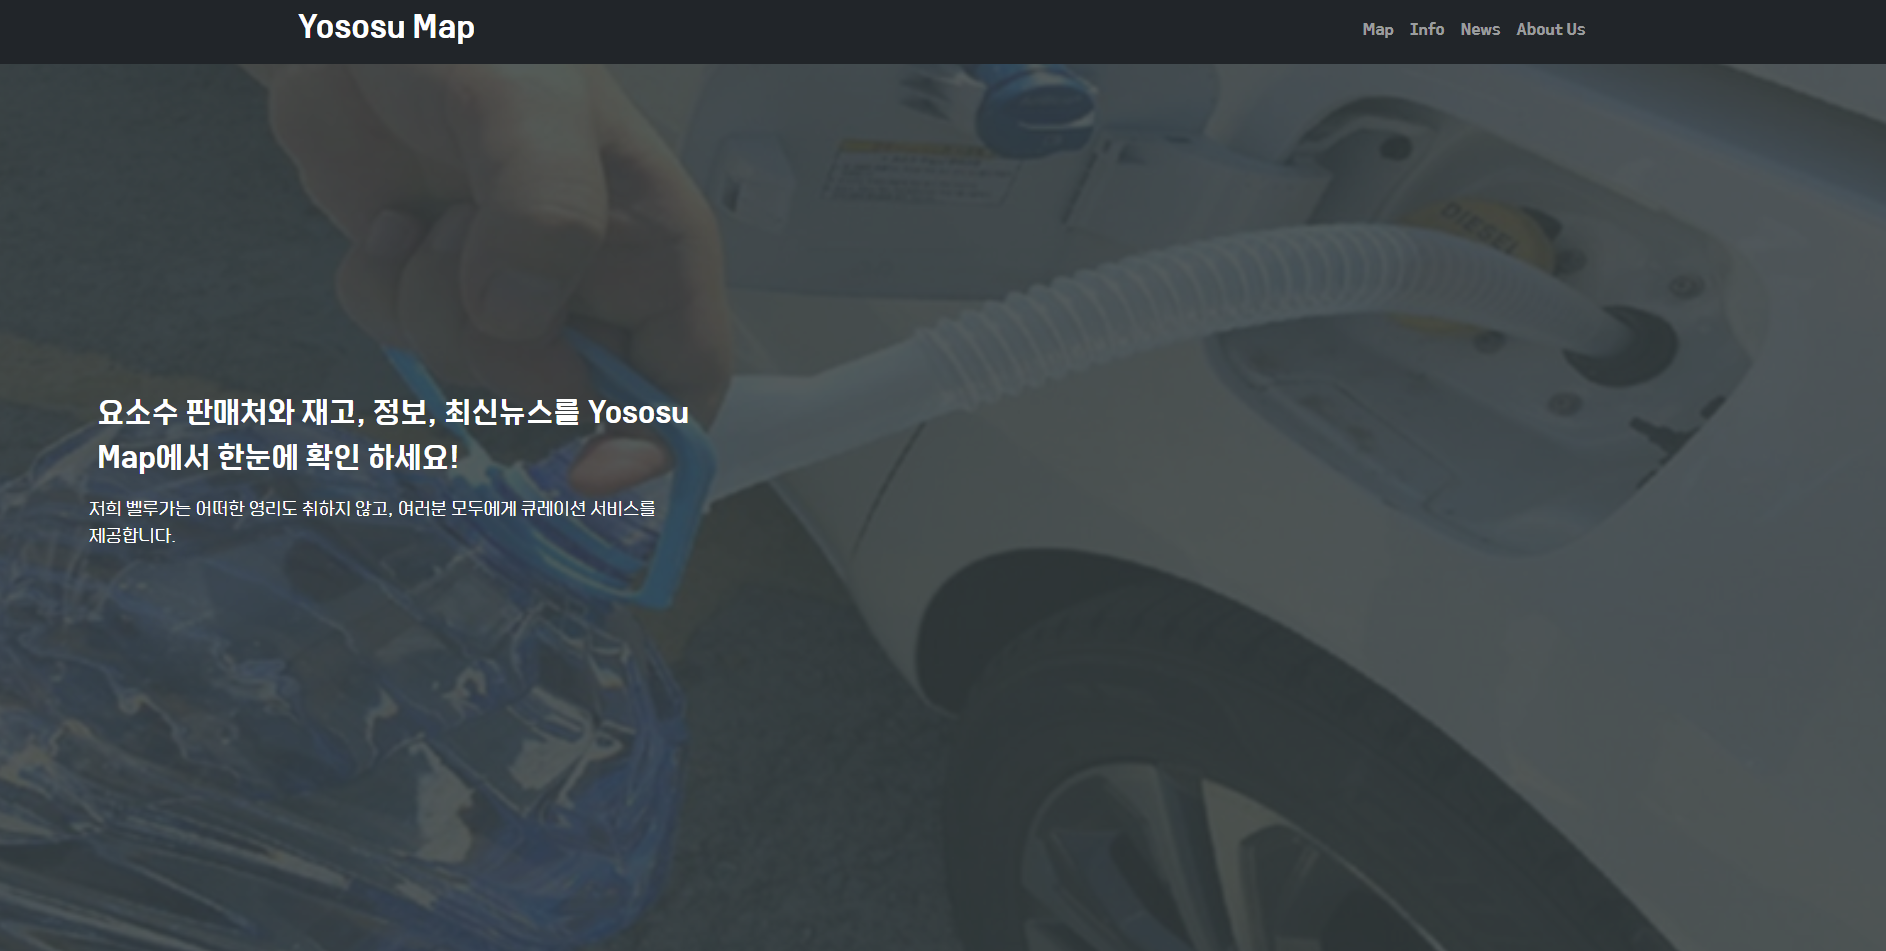 Yososu Map
Map Info News About Us
DIESEL
요소수 판매처와 재고, 정보, 최신뉴스를 Yososu
Map에서 한눈에 확인 하세요!
저희 벨루가는 어떠한 영리도 취하지 않고, 여러분 모두에게 큐레이션 서비스를
제공합니다.